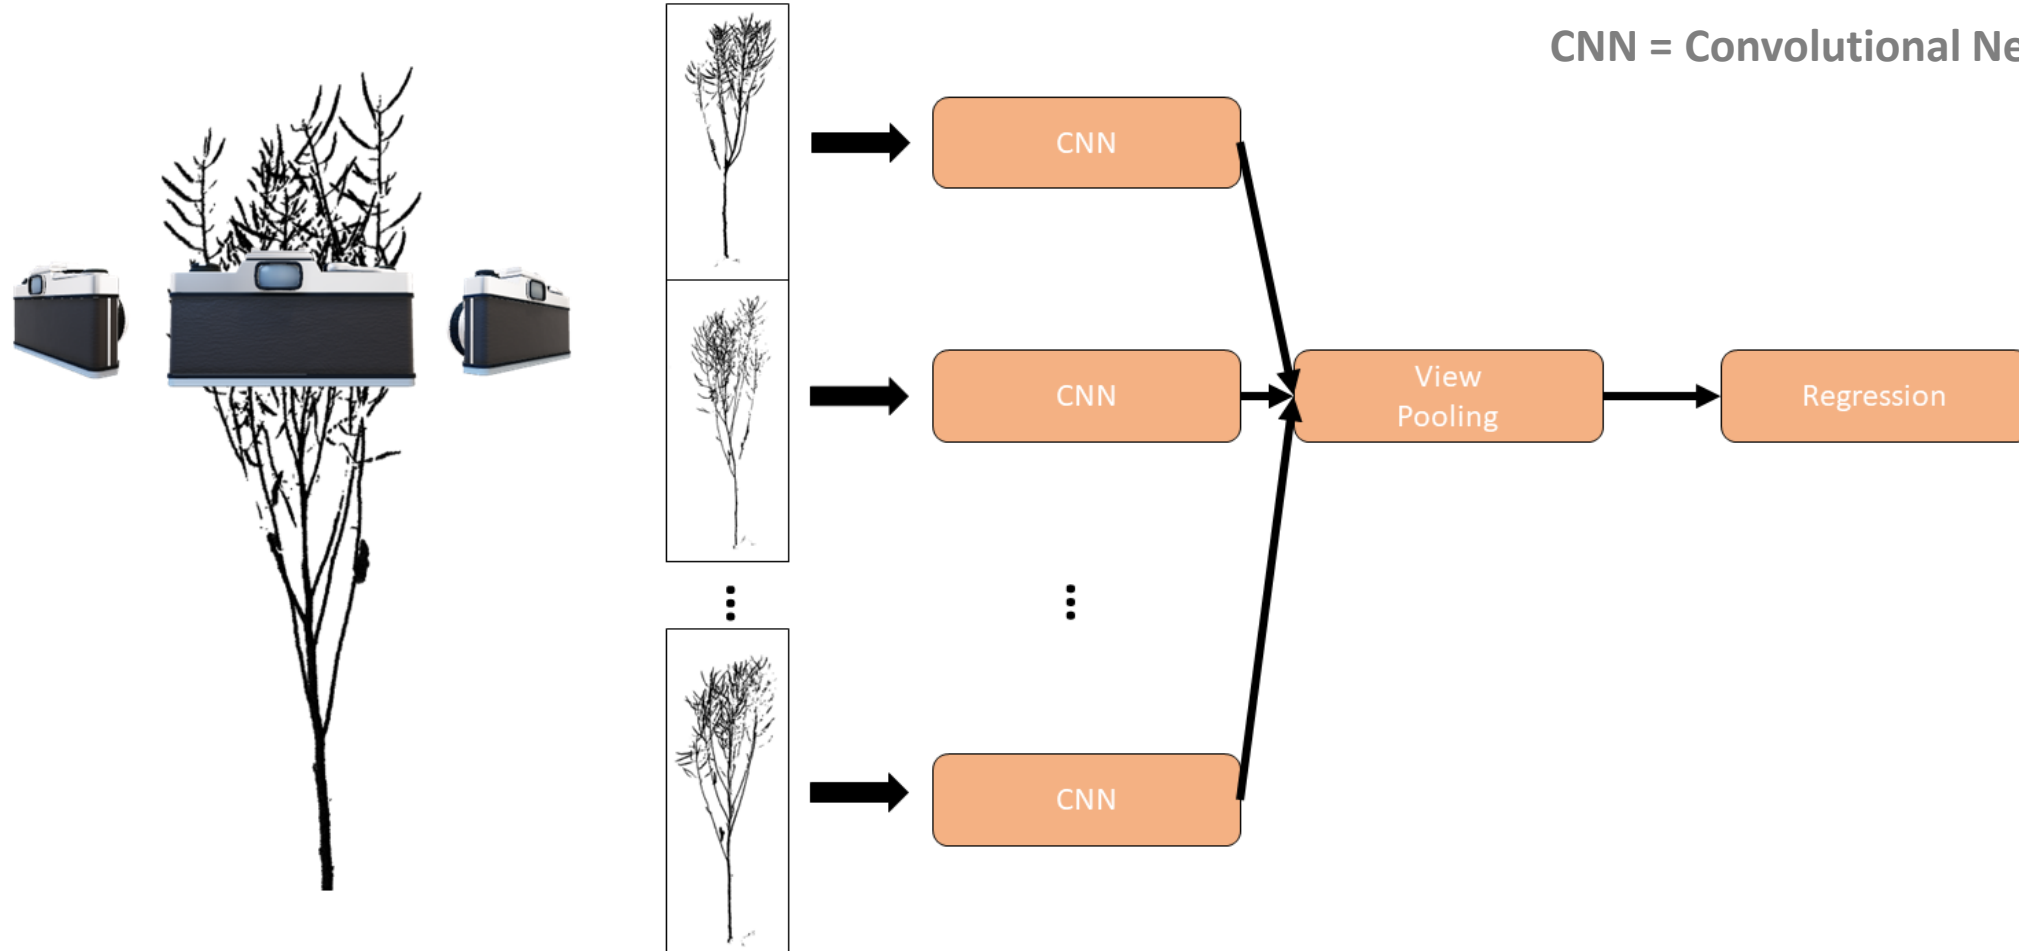 CNN = Convolutional Ne
CNN
CNN
View
Pooling
Regression
CNN